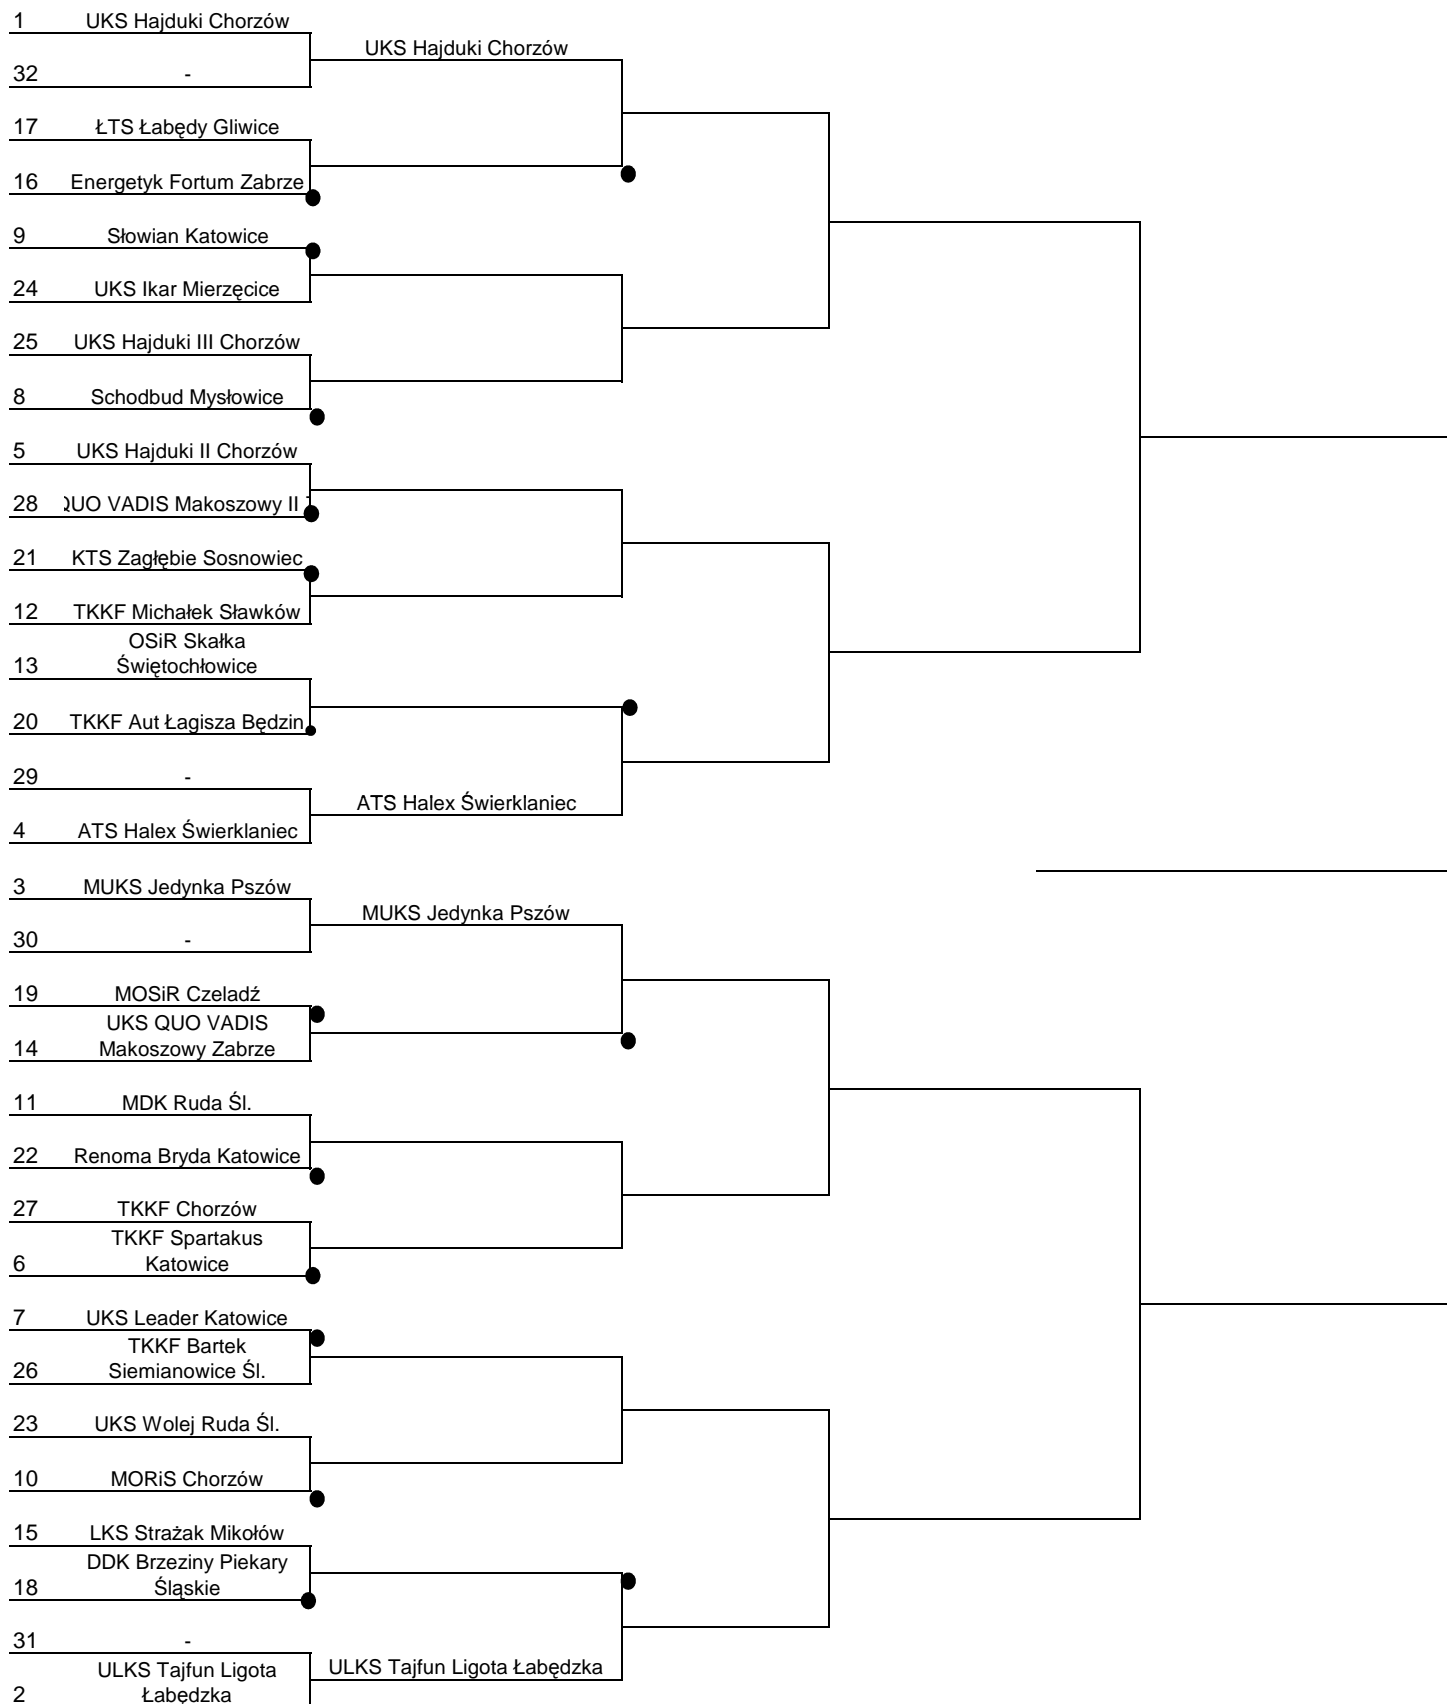 1 UKS Hajduki Chorzów
UKS Hajduki Chorzów
32 -
17 ŁTS Łabędy Gliwice
16 Energetyk Fortum Zabrze
9 Słowian Katowice
24 UKS Ikar Mierzęcice
25 UKS Hajduki III Chorzów
8 Schodbud Mysłowice
5 UKS Hajduki II Chorzów
28 QUO VADIS Makoszowy II
21 KTS Zagłębie Sosnowiec
12 TKKF Michałek Sławków
OSiR Skałka
13 Świętochłowice
20 TKKF Aut Łagisza Będzin
29 -
ATS Halex Świerklaniec
4 ATS Halex Świerklaniec
3 MUKS Jedynka Pszów
MUKS Jedynka Pszów
30 -
19 MOSiR Czeladź
UKS QUO VADIS
14 Makoszowy Zabrze
11 MDK Ruda Śl.
22 Renoma Bryda Katowice
27 TKKF Chorzów
TKKF Spartakus
6 Katowice
7 UKS Leader Katowice
TKKF Bartek
26 Siemianowice Śl.
23 UKS Wolej Ruda Śl.
10 MORiS Chorzów
15 LKS Strażak Mikołów
DDK Brzeziny Piekary
18 Śląskie
31 -
ULKS Tajfun Ligota Łabędzka
ULKS Tajfun Ligota
2 Łabędzka